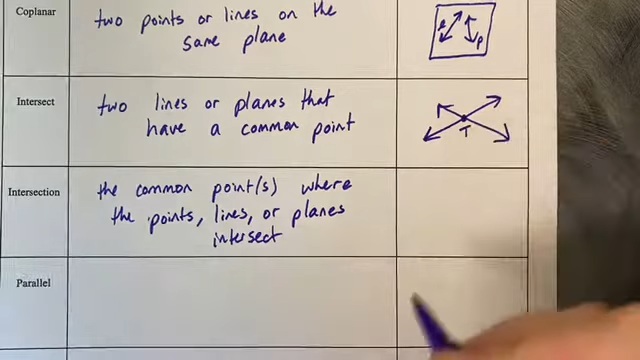 Coplanar
two points or lines on the
same plane
l
p
Intersect
two lines or planes that
have a common point
T
Intersection
the common point(s) where
the points, lines, or planes
intersect
Parallel